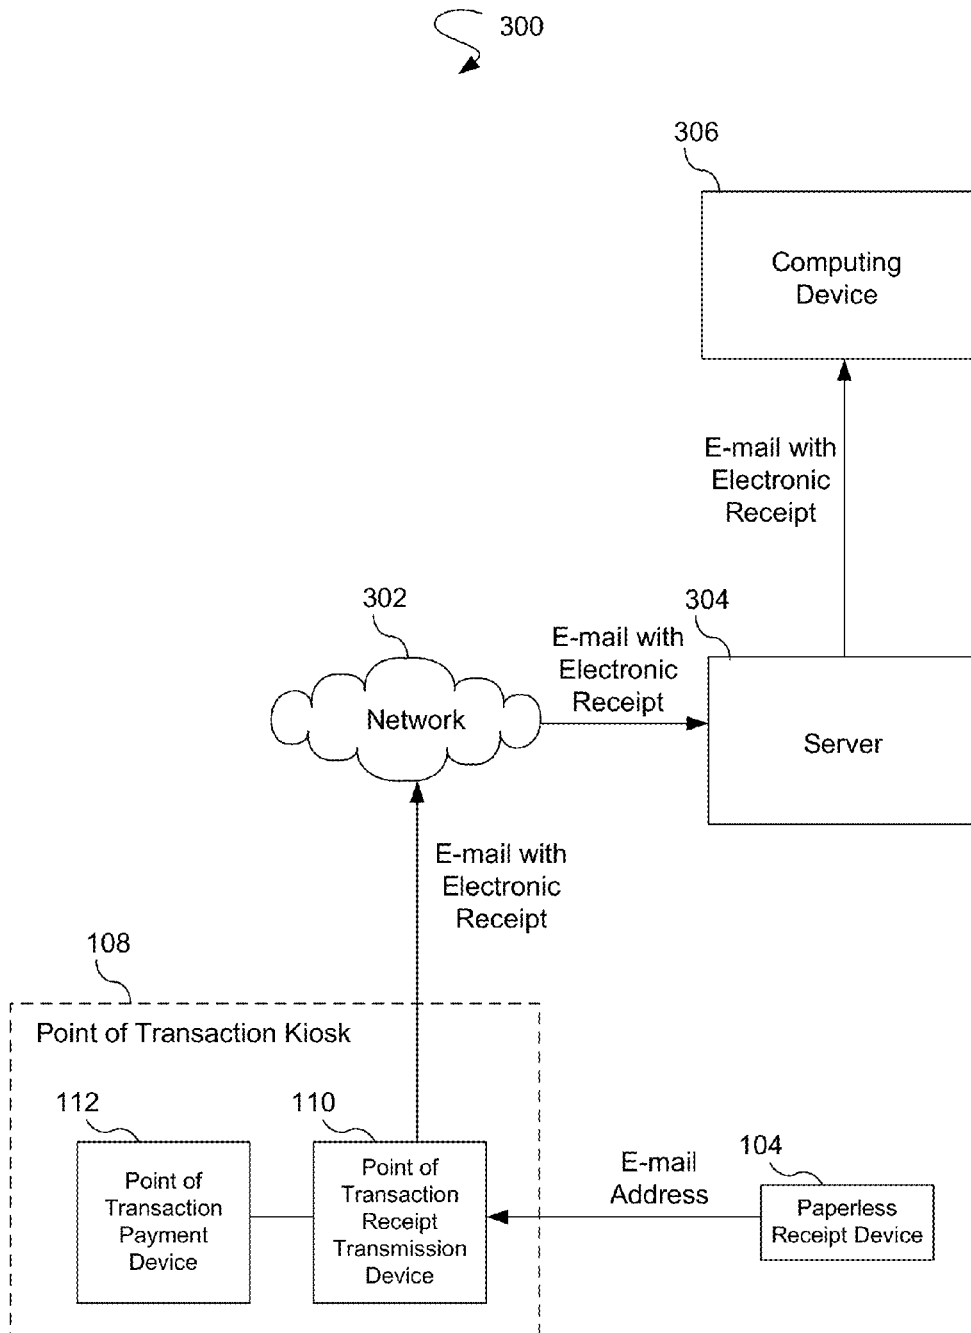 300
306
Computing
Device
E-mail with
Electronic
Receipt
302
304
E-mail with
Electronic
Receipt
Network
Server
E-mail with
Electronic
Receipt
108
Point of Transaction Kiosk
112
110
Point of
Transaction
Payment
Device
Point of
Transaction
Receipt
Transmission
Device
E-mail
Address
104
Paperless
Receipt Device